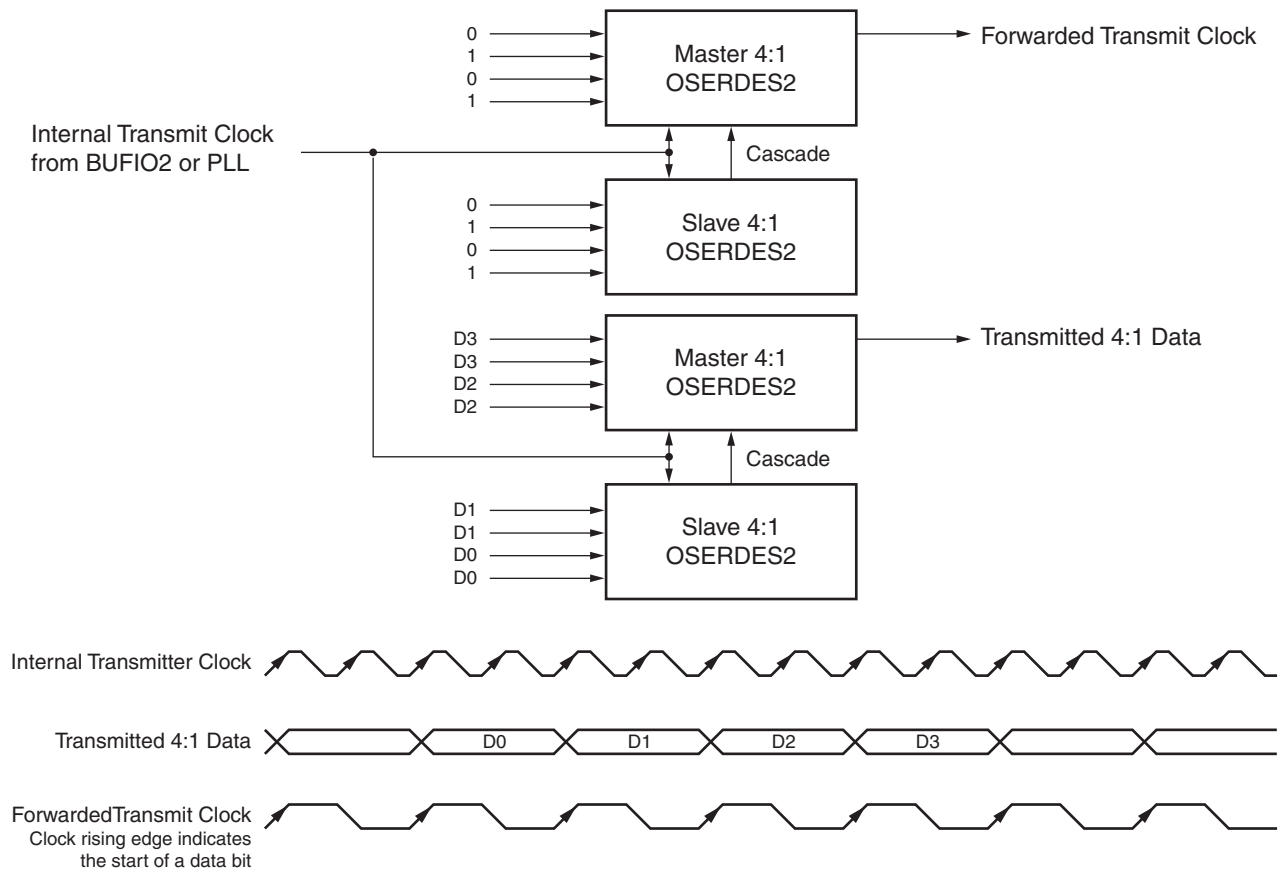 0
1
0
1
Master 4:1
OSERDES2
Forwarded Transmit Clock
Internal Transmit Clock
from BUFIO2 or PLL
Cascade
0
1
0
1
Slave 4:1
OSERDES2
D3
D3
D2
D2
Master 4:1
OSERDES2
Transmitted 4:1 Data
Cascade
D1
D1
D0
D0
Slave 4:1
OSERDES2
Internal Transmitter Clock
Transmitted 4:1 Data
D0
D1
D2
D3
ForwardedTransmit Clock
Clock rising edge indicates
the start of a data bit